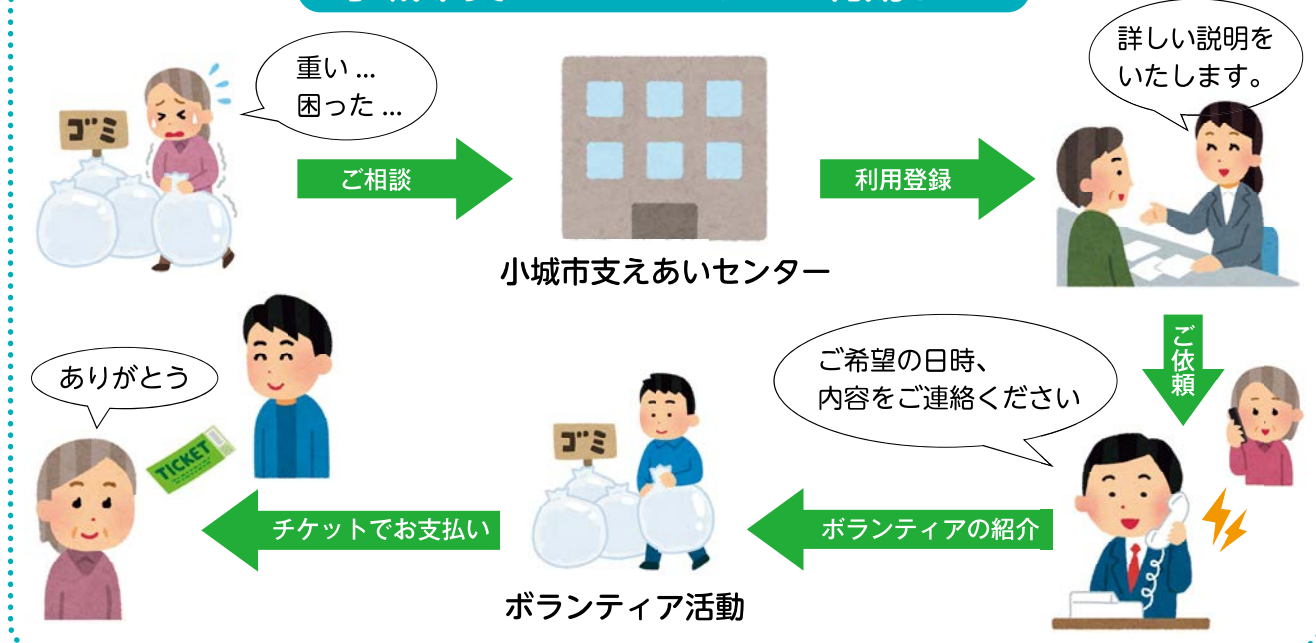 重い...
困った...
ゴミ
ご相談
利用登録
詳しい説明を
いたします。
小城市支えあいセンター
ご依頼
ご希望の日時、
内容をご連絡ください
ボランティアの紹介
ゴミ
ボランティア活動
チケットでお支払い
TICKET
ありがとう